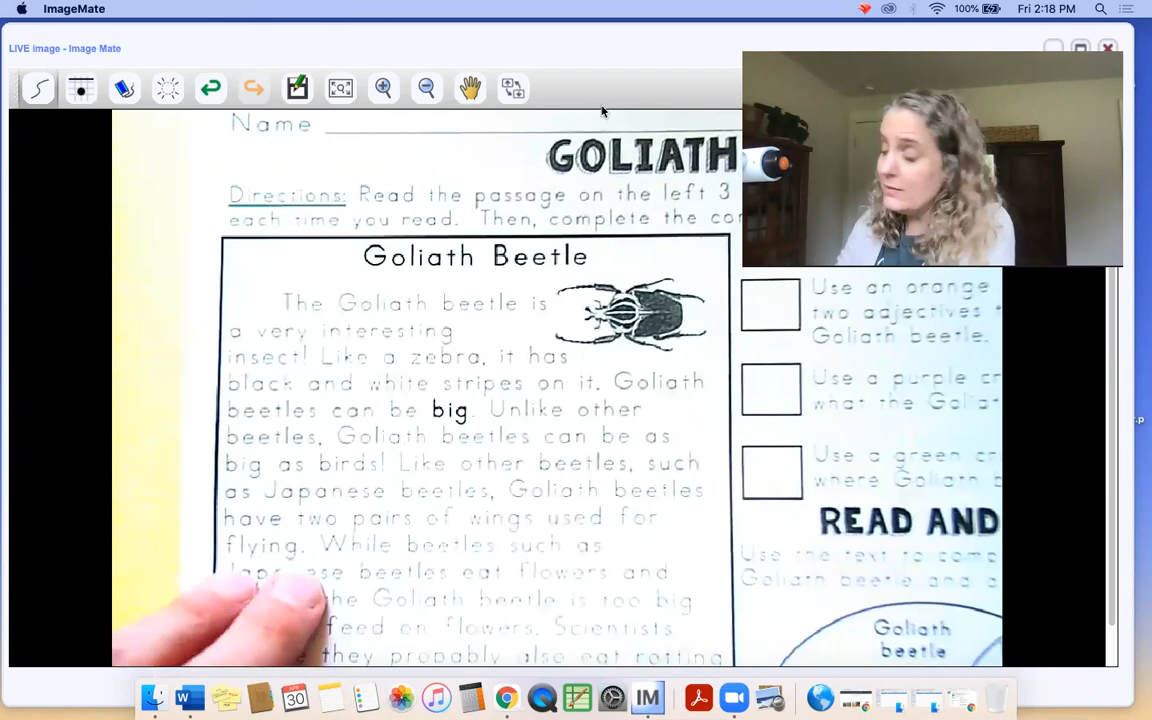 ImageMate
100%
Fri 2:18 PM
LIVE image - Image Mate
Name
GOLIATH
Directions: Read the passage on the left 3
each time you read. Then, complete the
Goliath Beetle
The Goliath beetle is
a very interesting
insect! Like a zebra, it has
black and white stripes on it. Goliath
beetles can be big. Unlike other
beetles, Goliath beetles can be as
big as birds! Like other beetles, such
as Japanese beetles, Goliath beetles
have two pairs of wings used for
flying. While beetles such as
beetles eat flowers and
the Goliath beetle is too big
feed on flowers. Scientists
they probably also eat rotting
Use an orange
two adjectives
Goliath beetle.
Use a purple
what the
Use a green
where Goliath
READ AND
Use the text to
Goliath beetle and
Goliath
beetle
APR
30
IM
.p